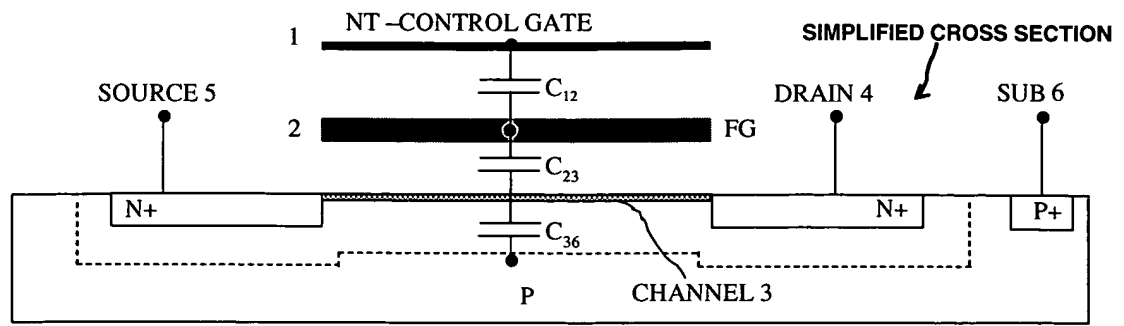 NT –CONTROL GATE
1
SIMPLIFIED CROSS SECTION
C12
SOURCE 5
DRAIN 4
SUB 6
2
FG
C23
N+
N+
P+
C36
P
CHANNEL 3